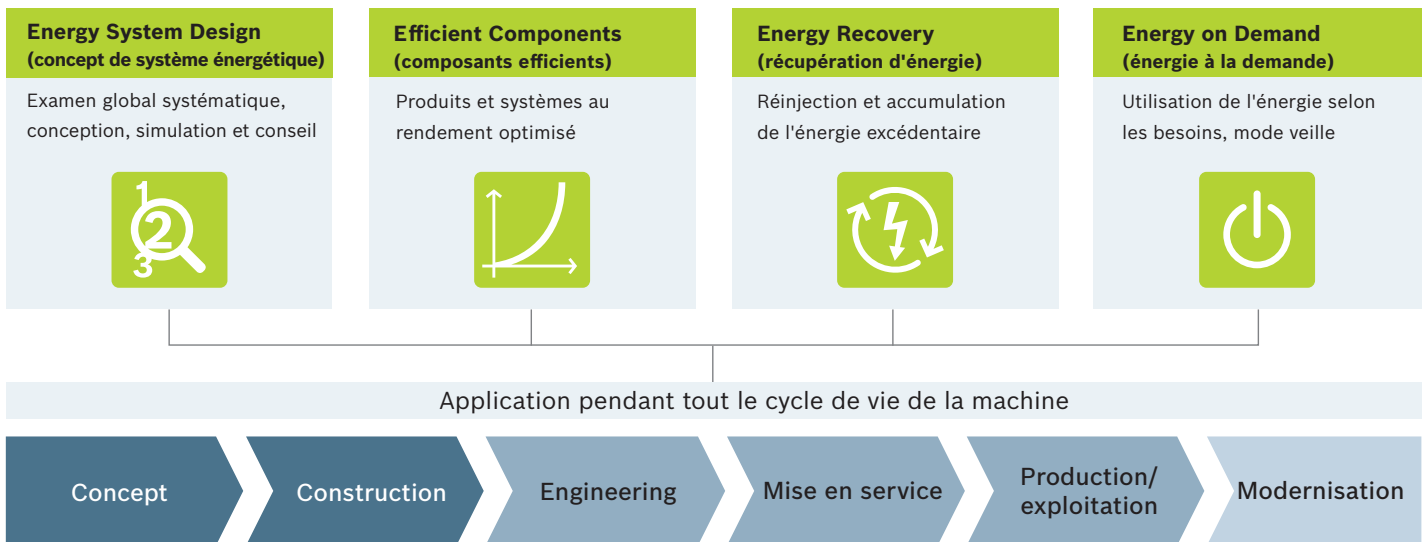 Energy System Design
(concept de système énergétique)
Examen global systématique,
conception, simulation et conseil
1
2
3
Efficient Components
(composants efficients)
Produits et systèmes au
rendement optimisé
Energy Recovery
(récupération d'énergie)
Réinjection et accumulation
de l'énergie excédentaire
Energy on Demand
(énergie à la demande)
Utilisation de l'énergie selon
les besoins, mode veille
Application pendant tout le cycle de vie de la machine
Concept
Construction
Engineering
Mise en service
Production/
exploitation
Modernisation